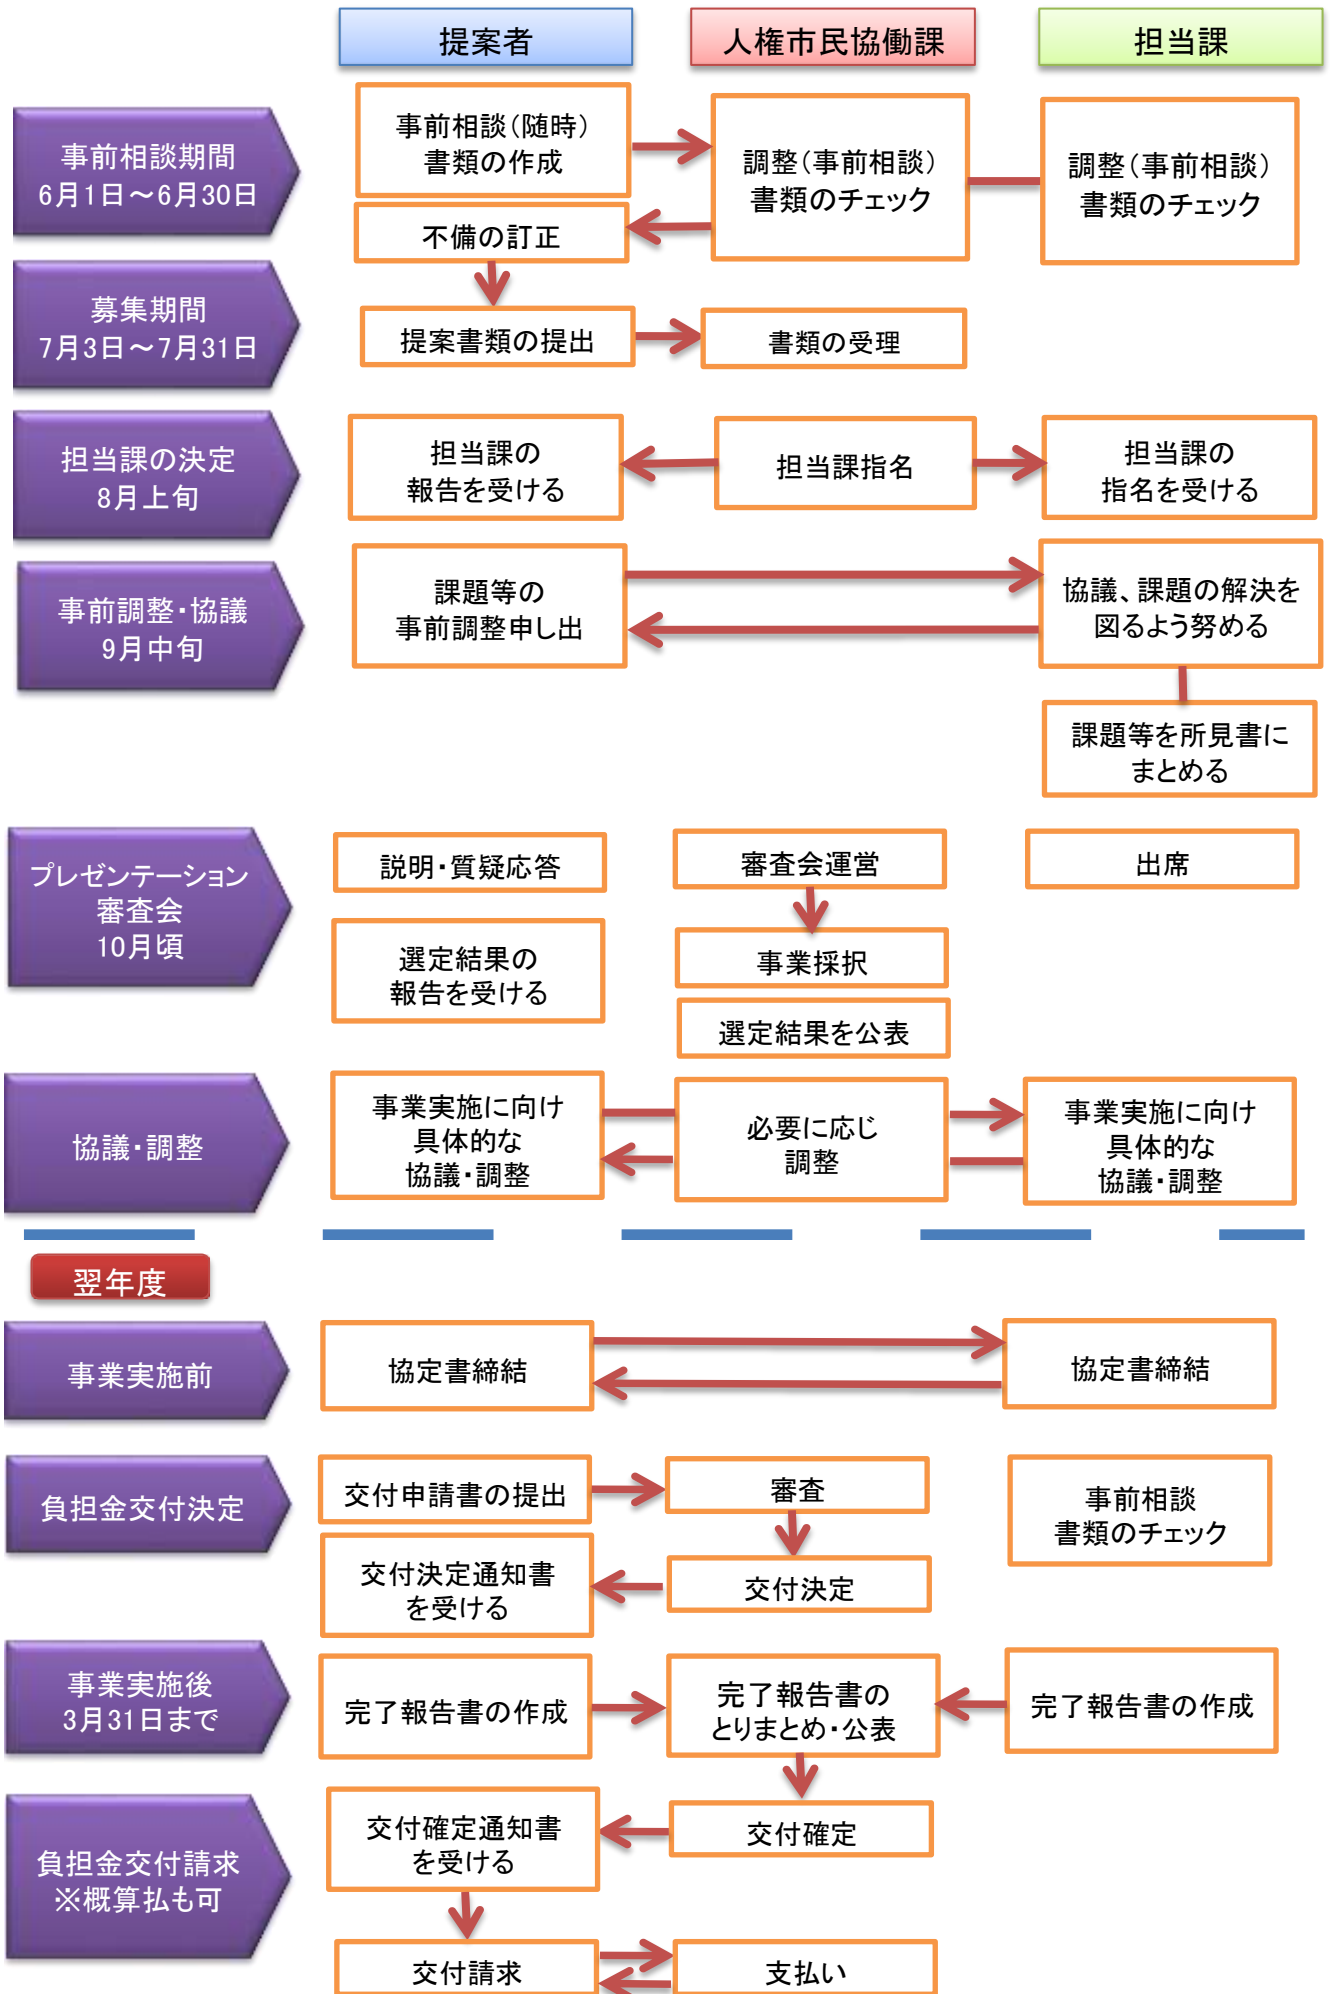 提案者
人権市民協働課
担当課
事前相談期間
6月1日～6月30日
事前相談(随時)
書類の作成
調整(事前相談)
書類のチェック
調整(事前相談)
書類のチェック
不備の訂正
募集期間
7月3日～7月31日
提案書類の提出
書類の受理
担当課の決定
8月上旬
担当課の
報告を受ける
担当課指名
担当課の
指名を受ける
事前調整・協議
9月中旬
課題等の
事前調整申し出
協議、課題の解決を
図るよう努める
課題等を所見書に
まとめる
プレゼンテーション
審査会
10月頃
説明・質疑応答
審査会運営
出席
選定結果の
報告を受ける
事業採択
選定結果を公表
協議・調整
事業実施に向け
具体的な
協議・調整
必要に応じ
調整
事業実施に向け
具体的な
協議・調整
翌年度
事業実施前
協定書締結
協定書締結
負担金交付決定
交付申請書の提出
審査
事前相談
書類のチェック
交付決定通知書
を受ける
交付決定
事業実施後
3月31日まで
完了報告書の作成
完了報告書の
とりまとめ・公表
完了報告書の作成
負担金交付請求
※概算払も可
交付確定通知書
を受ける
交付確定
交付請求
支払い